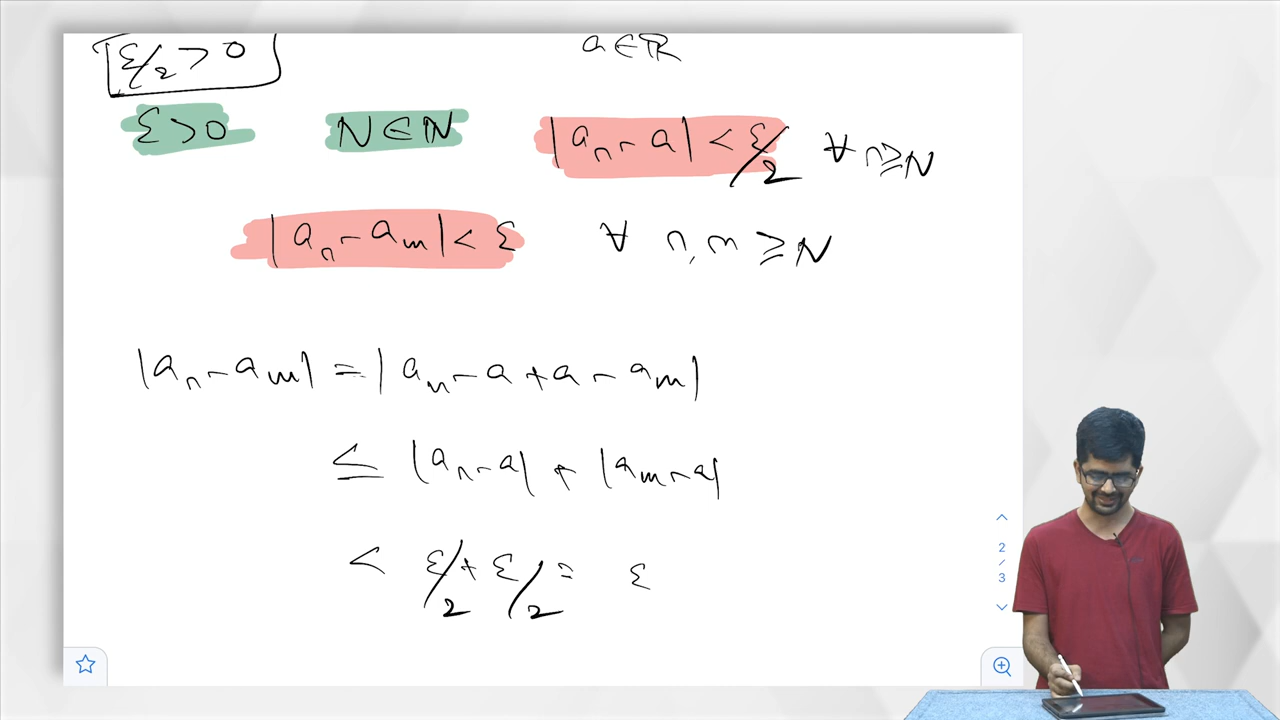 ε/2 > 0 a ∈ ℝ
ε > 0 N ∈ ℕ |aₙ - a| < ε/2 ∀ n ≥ N
|aₙ - aₘ| < ε ∀ n, m ≥ N
|aₙ - aₘ| = |aₙ - a + a - aₘ|
≤ |aₙ - a| + |aₘ - a|
< ε/2 + ε/2 = ε
2
/
3